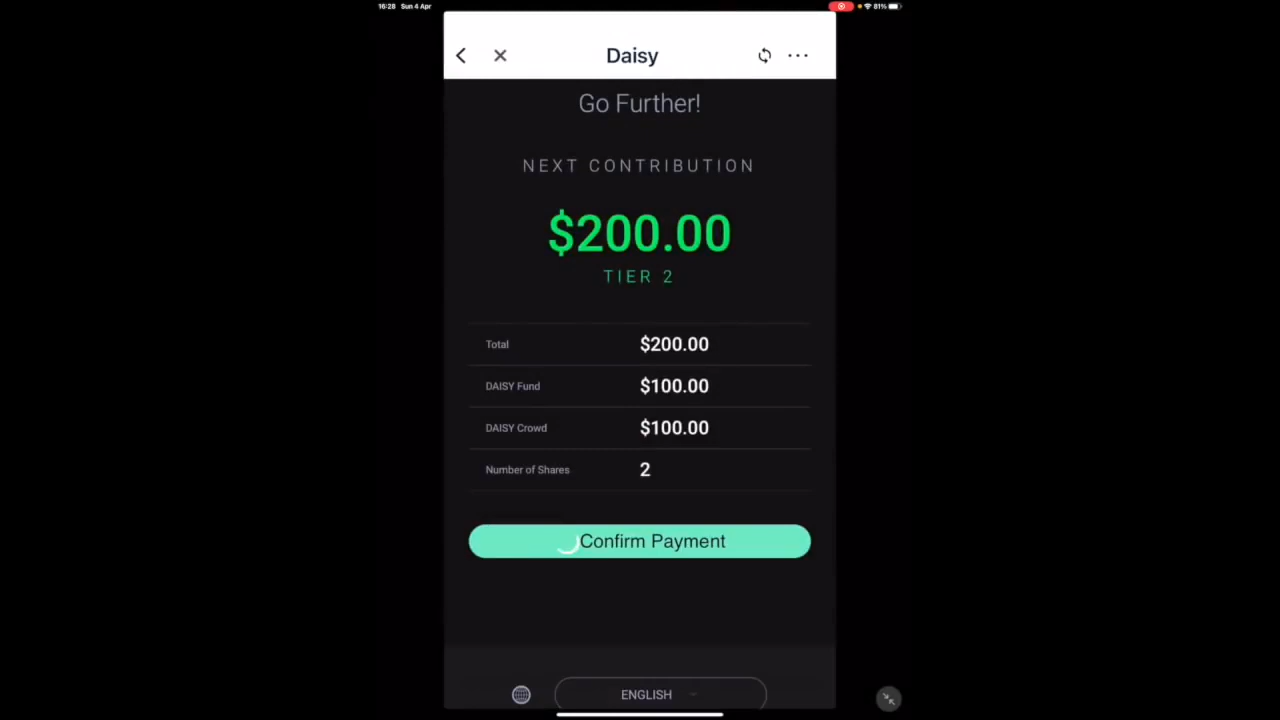 16:28 Sun 4 Apr
81%
Daisy
Go Further!
NEXT CONTRIBUTION
$200.00
TIER 2
Total $200.00
DAISY Fund $100.00
DAISY Crowd $100.00
Number of Shares 2
Confirm Payment
ENGLISH